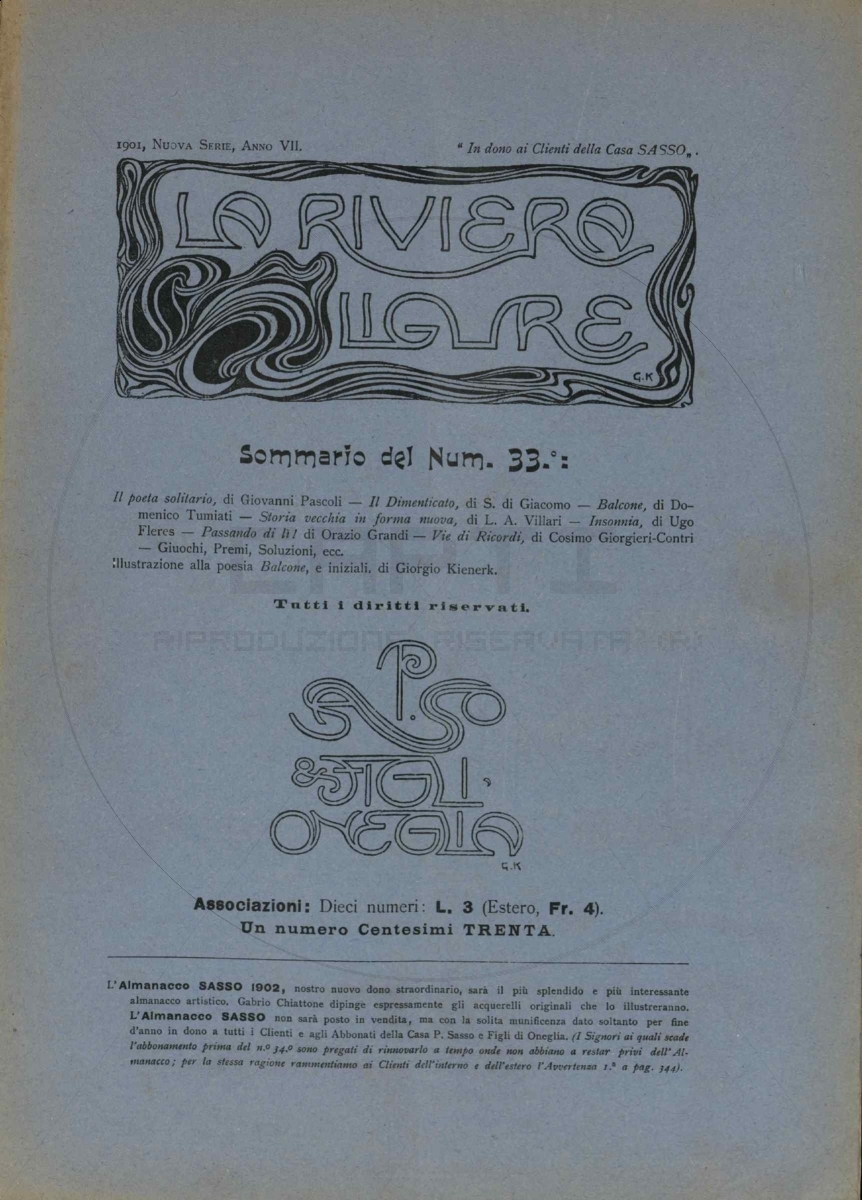 1901, NUOVA SERIE, ANNO VII.
“ In dono ai Clienti della Casa SASSO„ .
LA RIVIERA
LIGURE
G.K
Sommario del Num. 33.°:
Il poeta solitario, di Giovanni Pascoli — Il Dimenticato, di S. di Giacomo — Balcone, di Do-
menico Tumiati — Storia vecchia in forma nuova, di L. A. Villari — Insonnia, di Ugo
Fleres — Passando di lì! di Orazio Grandi — Vie di Ricordi, di Cosimo Giorgieri-Contri
— Giuochi, Premi, Soluzioni, ecc.
Illustrazione alla poesia Balcone, e iniziali, di Giorgio Kienerk.
Tutti i diritti riservati.
RIPRODUZIONE RISERVATA
P. SASSO
& FIGLI
ONEGLIA
G.K
Associazioni: Dieci numeri: L. 3 (Estero, Fr. 4).
Un numero Centesimi TRENTA.
L'Almanacco SASSO 1902, nostro nuovo dono straordinario, sarà il più splendido e più interessante
almanacco artistico. Gabrio Chiattone dipinge espressamente gli acquerelli originali che lo illustreranno.
L'Almanacco SASSO non sarà posto in vendita, ma con la solita munificenza dato soltanto per fine
d'anno in dono a tutti i Clienti e agli Abbonati della Casa P. Sasso e Figli di Oneglia. (I Signori ai quali scade
l'abbonamento prima del n.º 34.º sono pregati di rinnovarlo a tempo onde non abbiano a restar privi dell'Al-
manacco; per la stessa ragione rammentiamo ai Clienti dell'interno e dell'estero l'Avvertenza 1.ª a pag. 344).